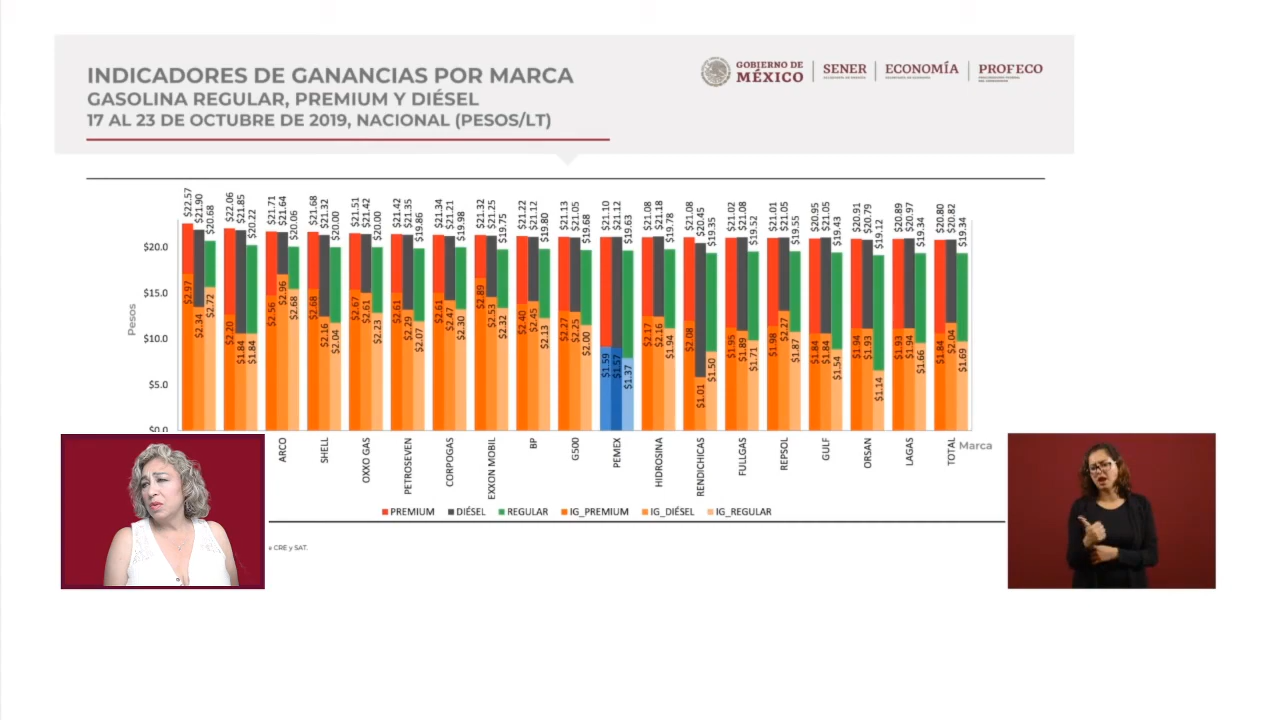 INDICADORES DE GANANCIAS POR MARCA
GASOLINA REGULAR, PREMIUM Y DIÉSEL
17 AL 23 DE OCTUBRE DE 2019, NACIONAL (PESOS/LT)
GOBIERNO DE
MÉXICO
SENER
ECONOMÍA
PROFECO
$22.57 $21.90 $20.68
$22.06 $21.85 $20.22
$21.71 $21.64 $20.06
$21.68 $21.32 $20.00
$21.51 $21.42 $20.00
$21.42 $21.35 $19.86
$21.34 $21.21 $19.98
$21.32 $21.25 $19.75
$21.22 $21.12 $19.80
$21.13 $21.05 $19.68
$21.10 $21.12 $19.63
$21.08 $21.18 $19.78
$21.08 $20.45 $19.35
$21.02 $21.08 $19.52
$21.01 $21.05 $19.55
$20.95 $21.05 $19.43
$20.91 $20.79 $19.12
$20.89 $20.97 $19.34
$20.80 $20.82 $19.34
Pesos
$20.0
$15.0
$10.0
$5.0
$0.0
$2.97 $2.34 $2.72
$2.20 $1.84 $1.84
$2.56 $2.96 $2.68
$2.68 $2.16 $2.04
$2.67 $2.61 $2.23
$2.61 $2.29 $2.07
$2.61 $2.47 $2.30
$2.89 $2.53 $2.32
$2.40 $2.45 $2.13
$2.27 $2.25 $2.00
$1.59 $1.57 $1.37
$2.17 $2.16 $1.94
$2.08 $1.01 $1.50
$1.95 $1.89 $1.71
$1.98 $2.27 $1.87
$1.84 $1.84 $1.54
$1.94 $1.93 $1.14
$1.93 $1.94 $1.66
$1.84 $2.04 $1.69
ARCO
SHELL
OXXO GAS
PETROSEVEN
CORPOGAS
EXXON MOBIL
BP
G500
PEMEX
HIDROSINA
RENDICHICAS
FULLGAS
REPSOL
GULF
ORSAN
LAGAS
TOTAL
Marca
PREMIUM DIÉSEL REGULAR IG_PREMIUM IG_DIÉSEL IG_REGULAR
e CRE y SAT.